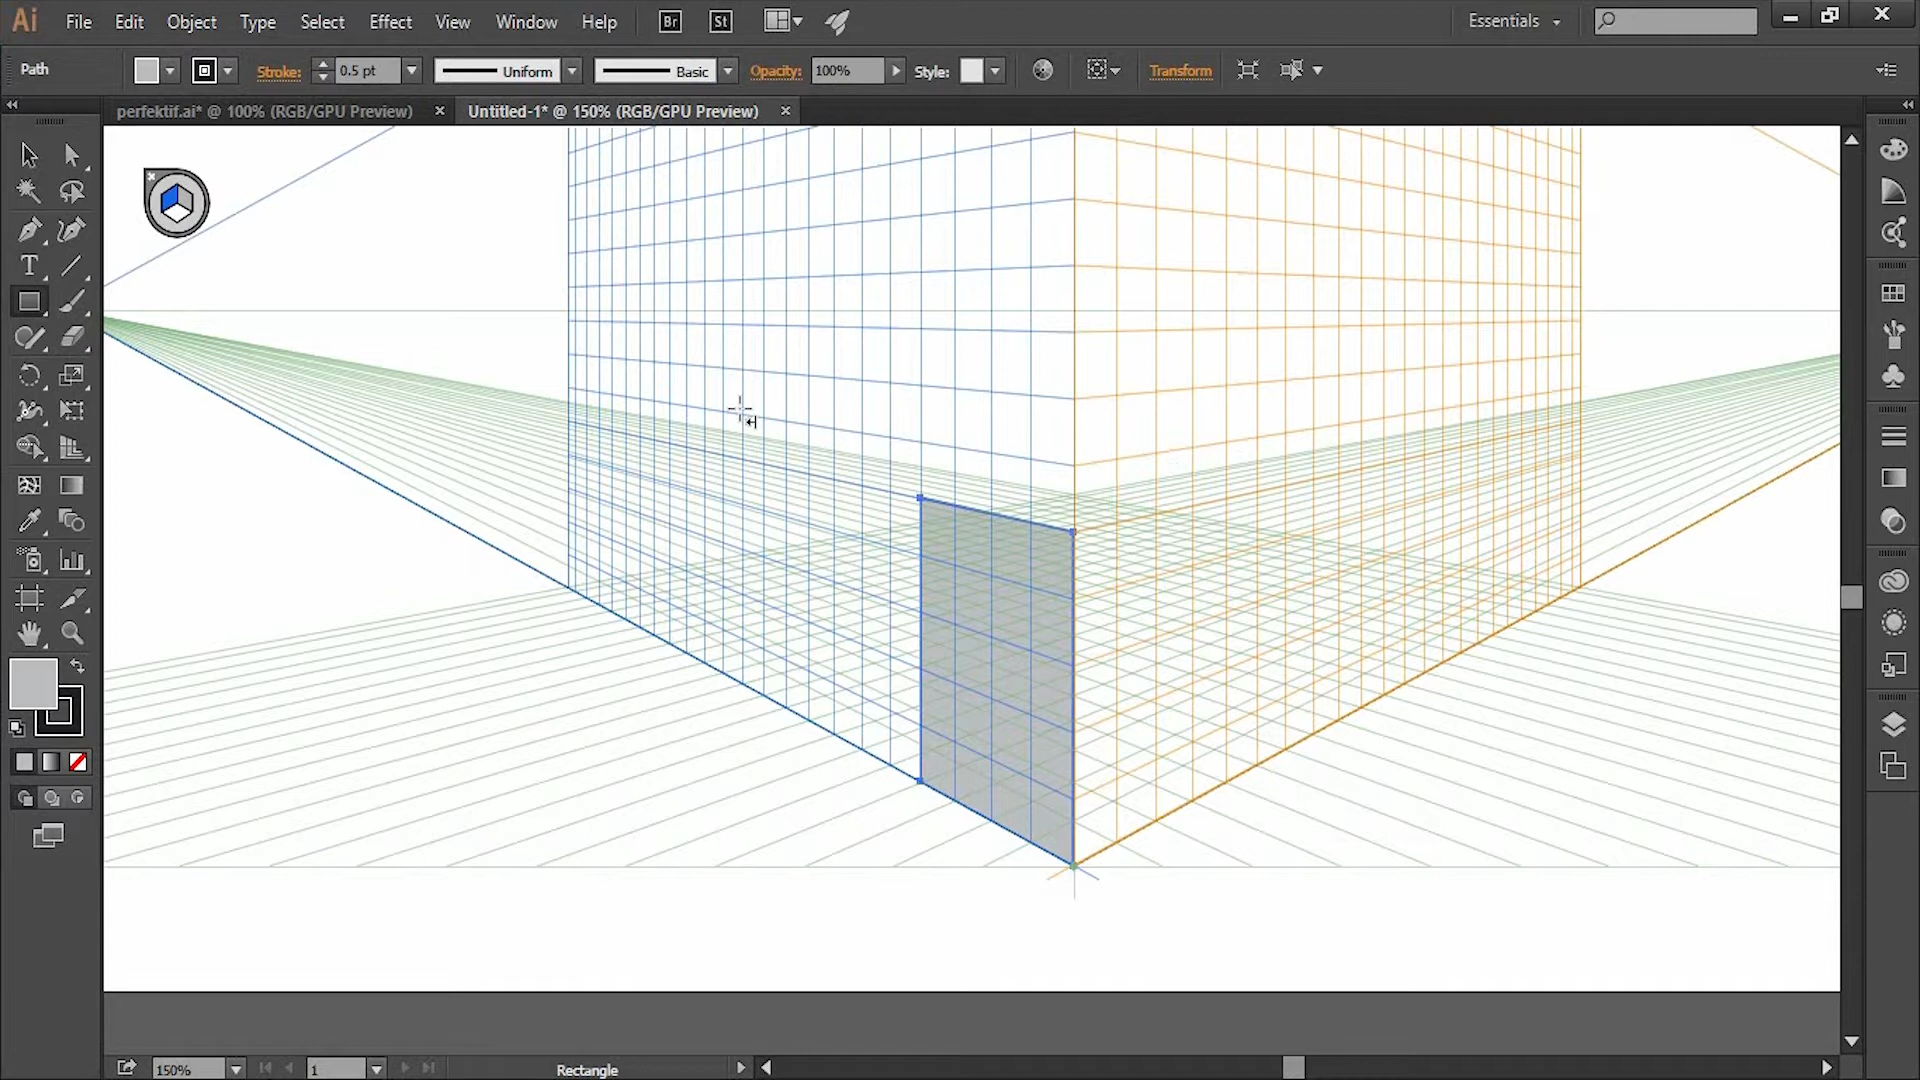 Ai File Edit Object Type Select Effect View Window Help Br St Essentials
Path Stroke: 0.5 pt Uniform Basic Opacity: 100% Style: Transform
perfektif.ai* @ 100% (RGB/GPU Preview) Untitled-1* @ 150% (RGB/GPU Preview)
T
150% 1 Rectangle